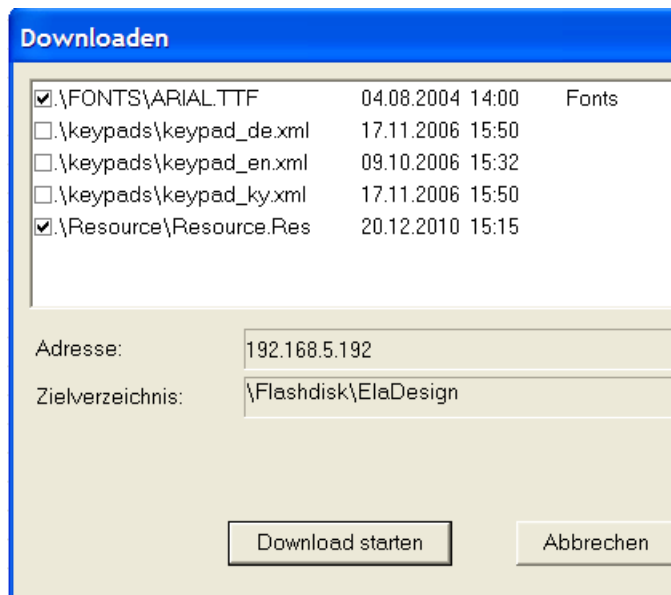 Downloaden
.\FONTS\ARIAL.TTF 04.08.2004 14:00 Fonts
.\keypads\keypad_de.xml 17.11.2006 15:50
.\keypads\keypad_en.xml 09.10.2006 15:32
.\keypads\keypad_ky.xml 17.11.2006 15:50
.\Resource\Resource.Res 20.12.2010 15:15
Adresse: 192.168.5.192
Zielverzeichnis: \Flashdisk\ElaDesign
Download starten Abbrechen